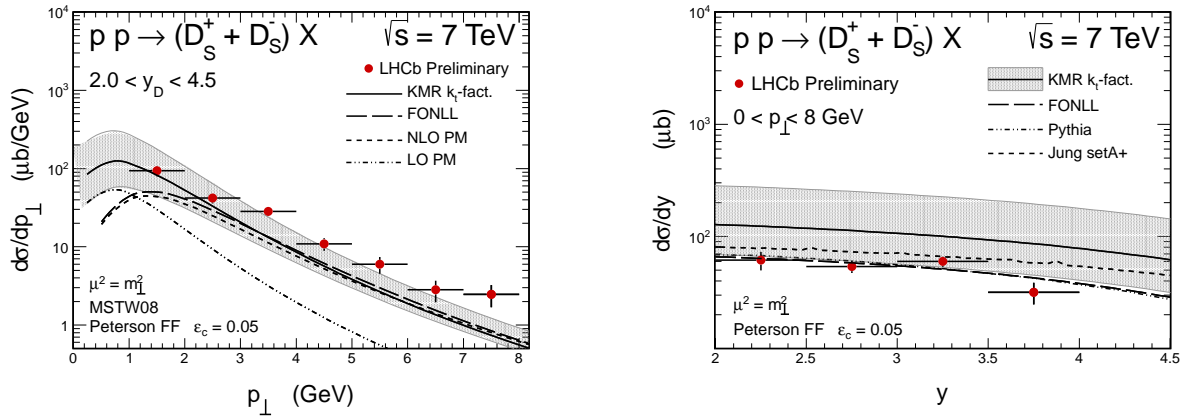 p p → (D_S^+ + D_S^-) X √s = 7 TeV
2.0 < y_D < 4.5
LHCb Preliminary
KMR k_t-fact.
FONLL
NLO PM
LO PM
μ² = m_⊥²
MSTW08
Peterson FF ε_c = 0.05
dσ/dp_⊥ (μb/GeV)
10^4
10^3
10^2
10
1
0 1 2 3 4 5 6 7 8
p_⊥ (GeV)
p p → (D_S^+ + D_S^-) X √s = 7 TeV
LHCb Preliminary
0 < p_⊥ < 8 GeV
KMR k_t-fact.
FONLL
Pythia
Jung setA+
μ² = m_⊥²
Peterson FF ε_c = 0.05
dσ/dy (μb)
10^4
10^3
10^2
2 2.5 3 3.5 4 4.5
y